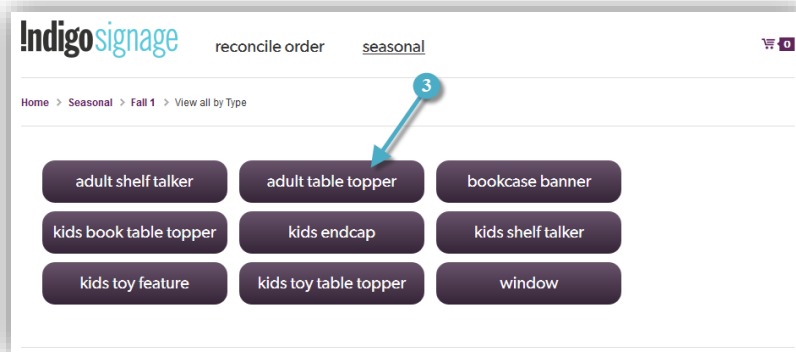 !ndigosignage reconcile order seasonal 0
Home > Seasonal > Fall 1 > View all by Type
3
adult shelf talker adult table topper bookcase banner
kids book table topper kids endcap kids shelf talker
kids toy feature kids toy table topper window